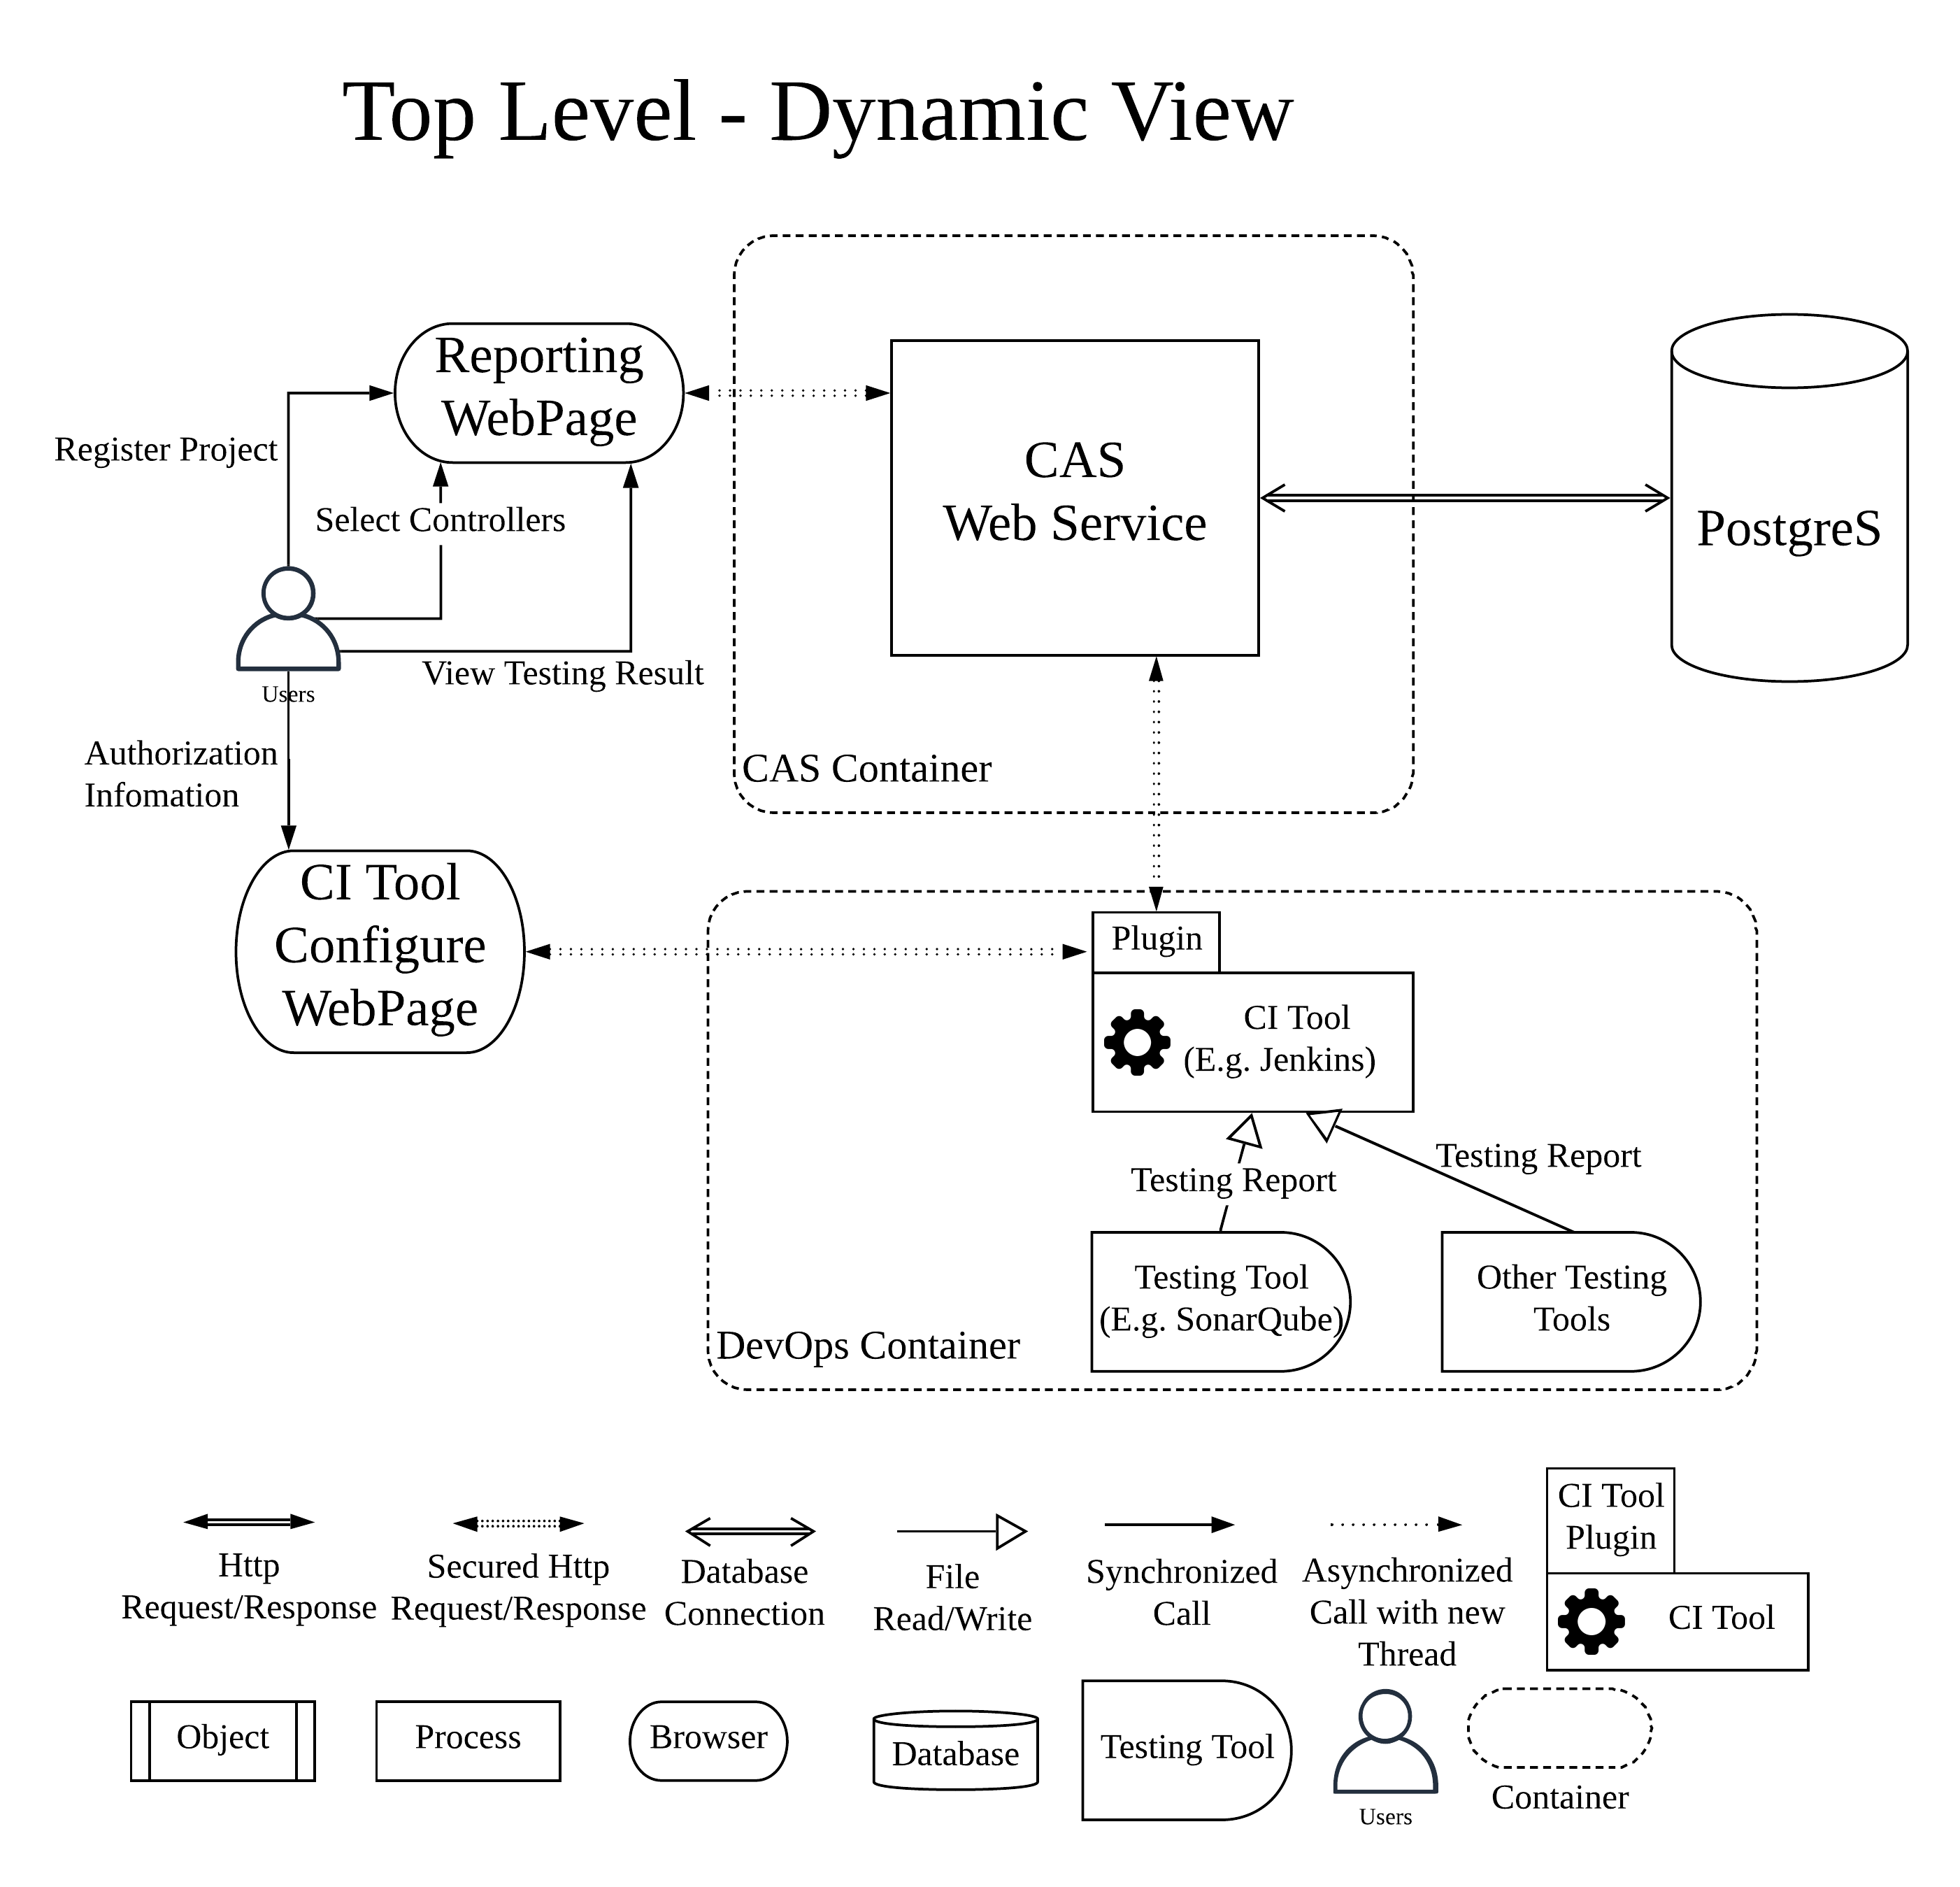 Top Level - Dynamic View
Reporting
WebPage
Register Project
Select Controllers
View Testing Result
Users
Authorization
Infomation
CAS
Web Service
CAS Container
PostgreS
CI Tool
Configure
WebPage
Plugin
CI Tool
(E.g. Jenkins)
Testing Report
Testing Report
Testing Tool
(E.g. SonarQube)
Other Testing
Tools
DevOps Container
Http
Request/Response
Secured Http
Request/Response
Database
Connection
File
Read/Write
Synchronized
Call
Asynchronized
Call with new
Thread
CI Tool
Plugin
CI Tool
Object
Process
Browser
Database
Testing Tool
Users
Container